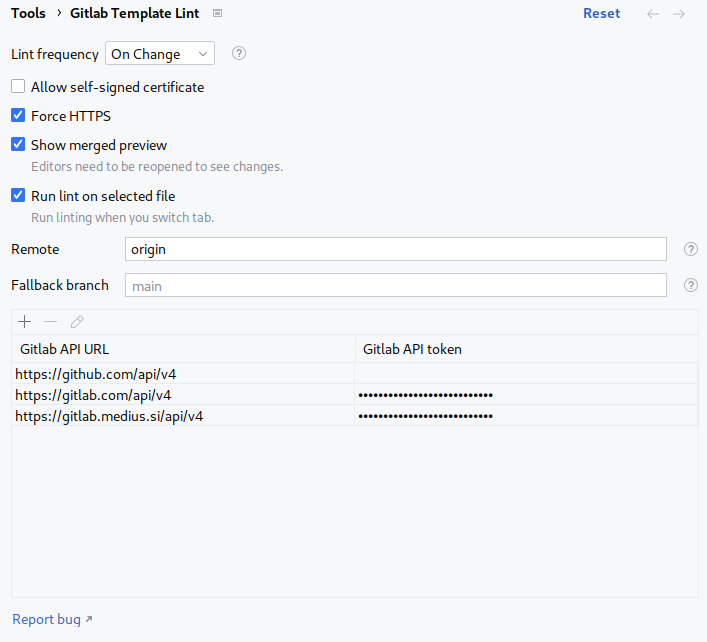 Tools › Gitlab Template Lint Reset
Lint frequency On Change
Allow self-signed certificate
Force HTTPS
Show merged preview
Editors need to be reopened to see changes.
Run lint on selected file
Run linting when you switch tab.
Remote origin
Fallback branch main
Gitlab API URL Gitlab API token
https://github.com/api/v4
https://gitlab.com/api/v4 •••••••••••••••••••••••••••
https://gitlab.medius.si/api/v4 •••••••••••••••••••••••••••
Report bug